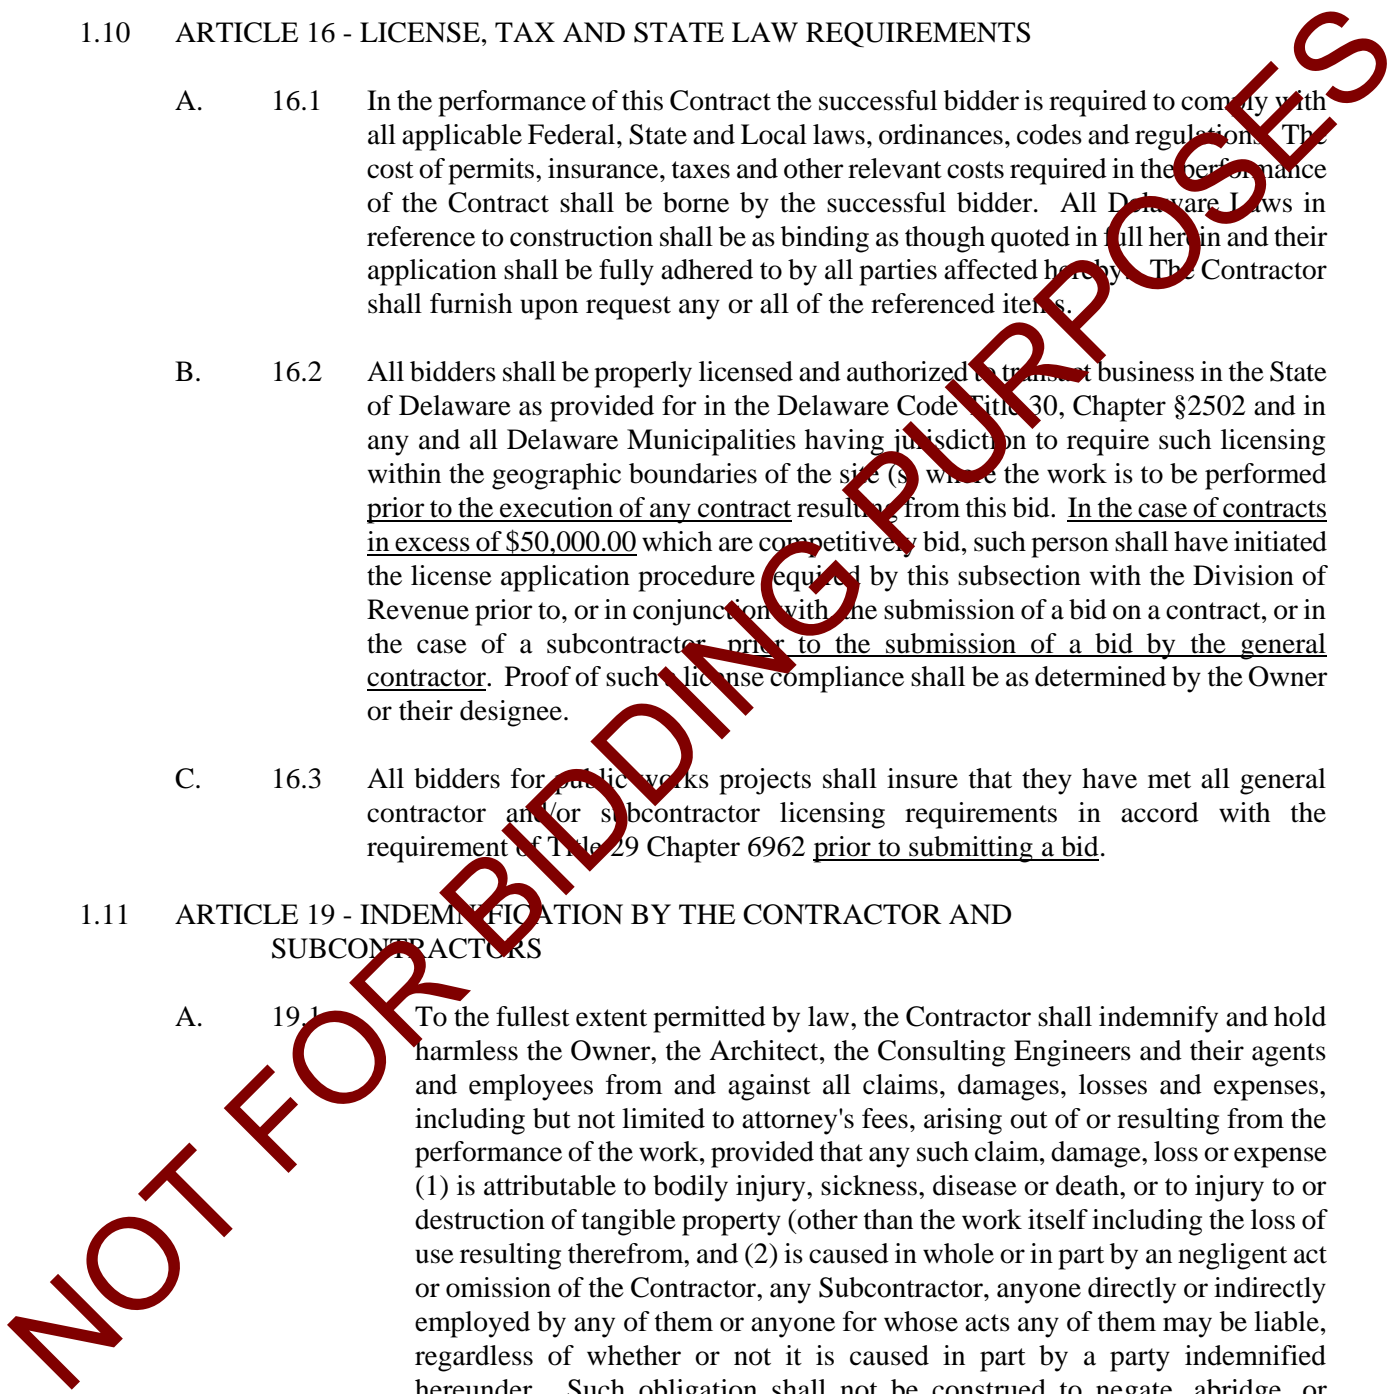 1.10 ARTICLE 16 - LICENSE, TAX AND STATE LAW REQUIREMENTS
A. 16.1 In the performance of this Contract the successful bidder is required to comply with
all applicable Federal, State and Local laws, ordinances, codes and regulations. The
cost of permits, insurance, taxes and other relevant costs required in the performance
of the Contract shall be borne by the successful bidder. All Delaware Laws in
reference to construction shall be as binding as though quoted in full herein and their
application shall be fully adhered to by all parties affected hereby. The Contractor
shall furnish upon request any or all of the referenced items.
B. 16.2 All bidders shall be properly licensed and authorized to transact business in the State
of Delaware as provided for in the Delaware Code Title 30, Chapter §2502 and in
any and all Delaware Municipalities having jurisdiction to require such licensing
within the geographic boundaries of the site (s) where the work is to be performed
prior to the execution of any contract resulting from this bid. In the case of contracts
in excess of $50,000.00 which are competitively bid, such person shall have initiated
the license application procedure required by this subsection with the Division of
Revenue prior to, or in conjunction with, the submission of a bid on a contract, or in
the case of a subcontractor, prior to the submission of a bid by the general
contractor. Proof of such license compliance shall be as determined by the Owner
or their designee.
C. 16.3 All bidders for public works projects shall insure that they have met all general
contractor and/or subcontractor licensing requirements in accord with the
requirement of Title 29 Chapter 6962 prior to submitting a bid.
1.11 ARTICLE 19 - INDEMNIFICATION BY THE CONTRACTOR AND
SUBCONTRACTORS
A. 19.1 To the fullest extent permitted by law, the Contractor shall indemnify and hold
harmless the Owner, the Architect, the Consulting Engineers and their agents
and employees from and against all claims, damages, losses and expenses,
including but not limited to attorney's fees, arising out of or resulting from the
performance of the work, provided that any such claim, damage, loss or expense
(1) is attributable to bodily injury, sickness, disease or death, or to injury to or
destruction of tangible property (other than the work itself including the loss of
use resulting therefrom, and (2) is caused in whole or in part by an negligent act
or omission of the Contractor, any Subcontractor, anyone directly or indirectly
employed by any of them or anyone for whose acts any of them may be liable,
regardless of whether or not it is caused in part by a party indemnified
hereunder. Such obligation shall not be construed to negate, abridge, or
NOT FOR BIDDING PURPOSES